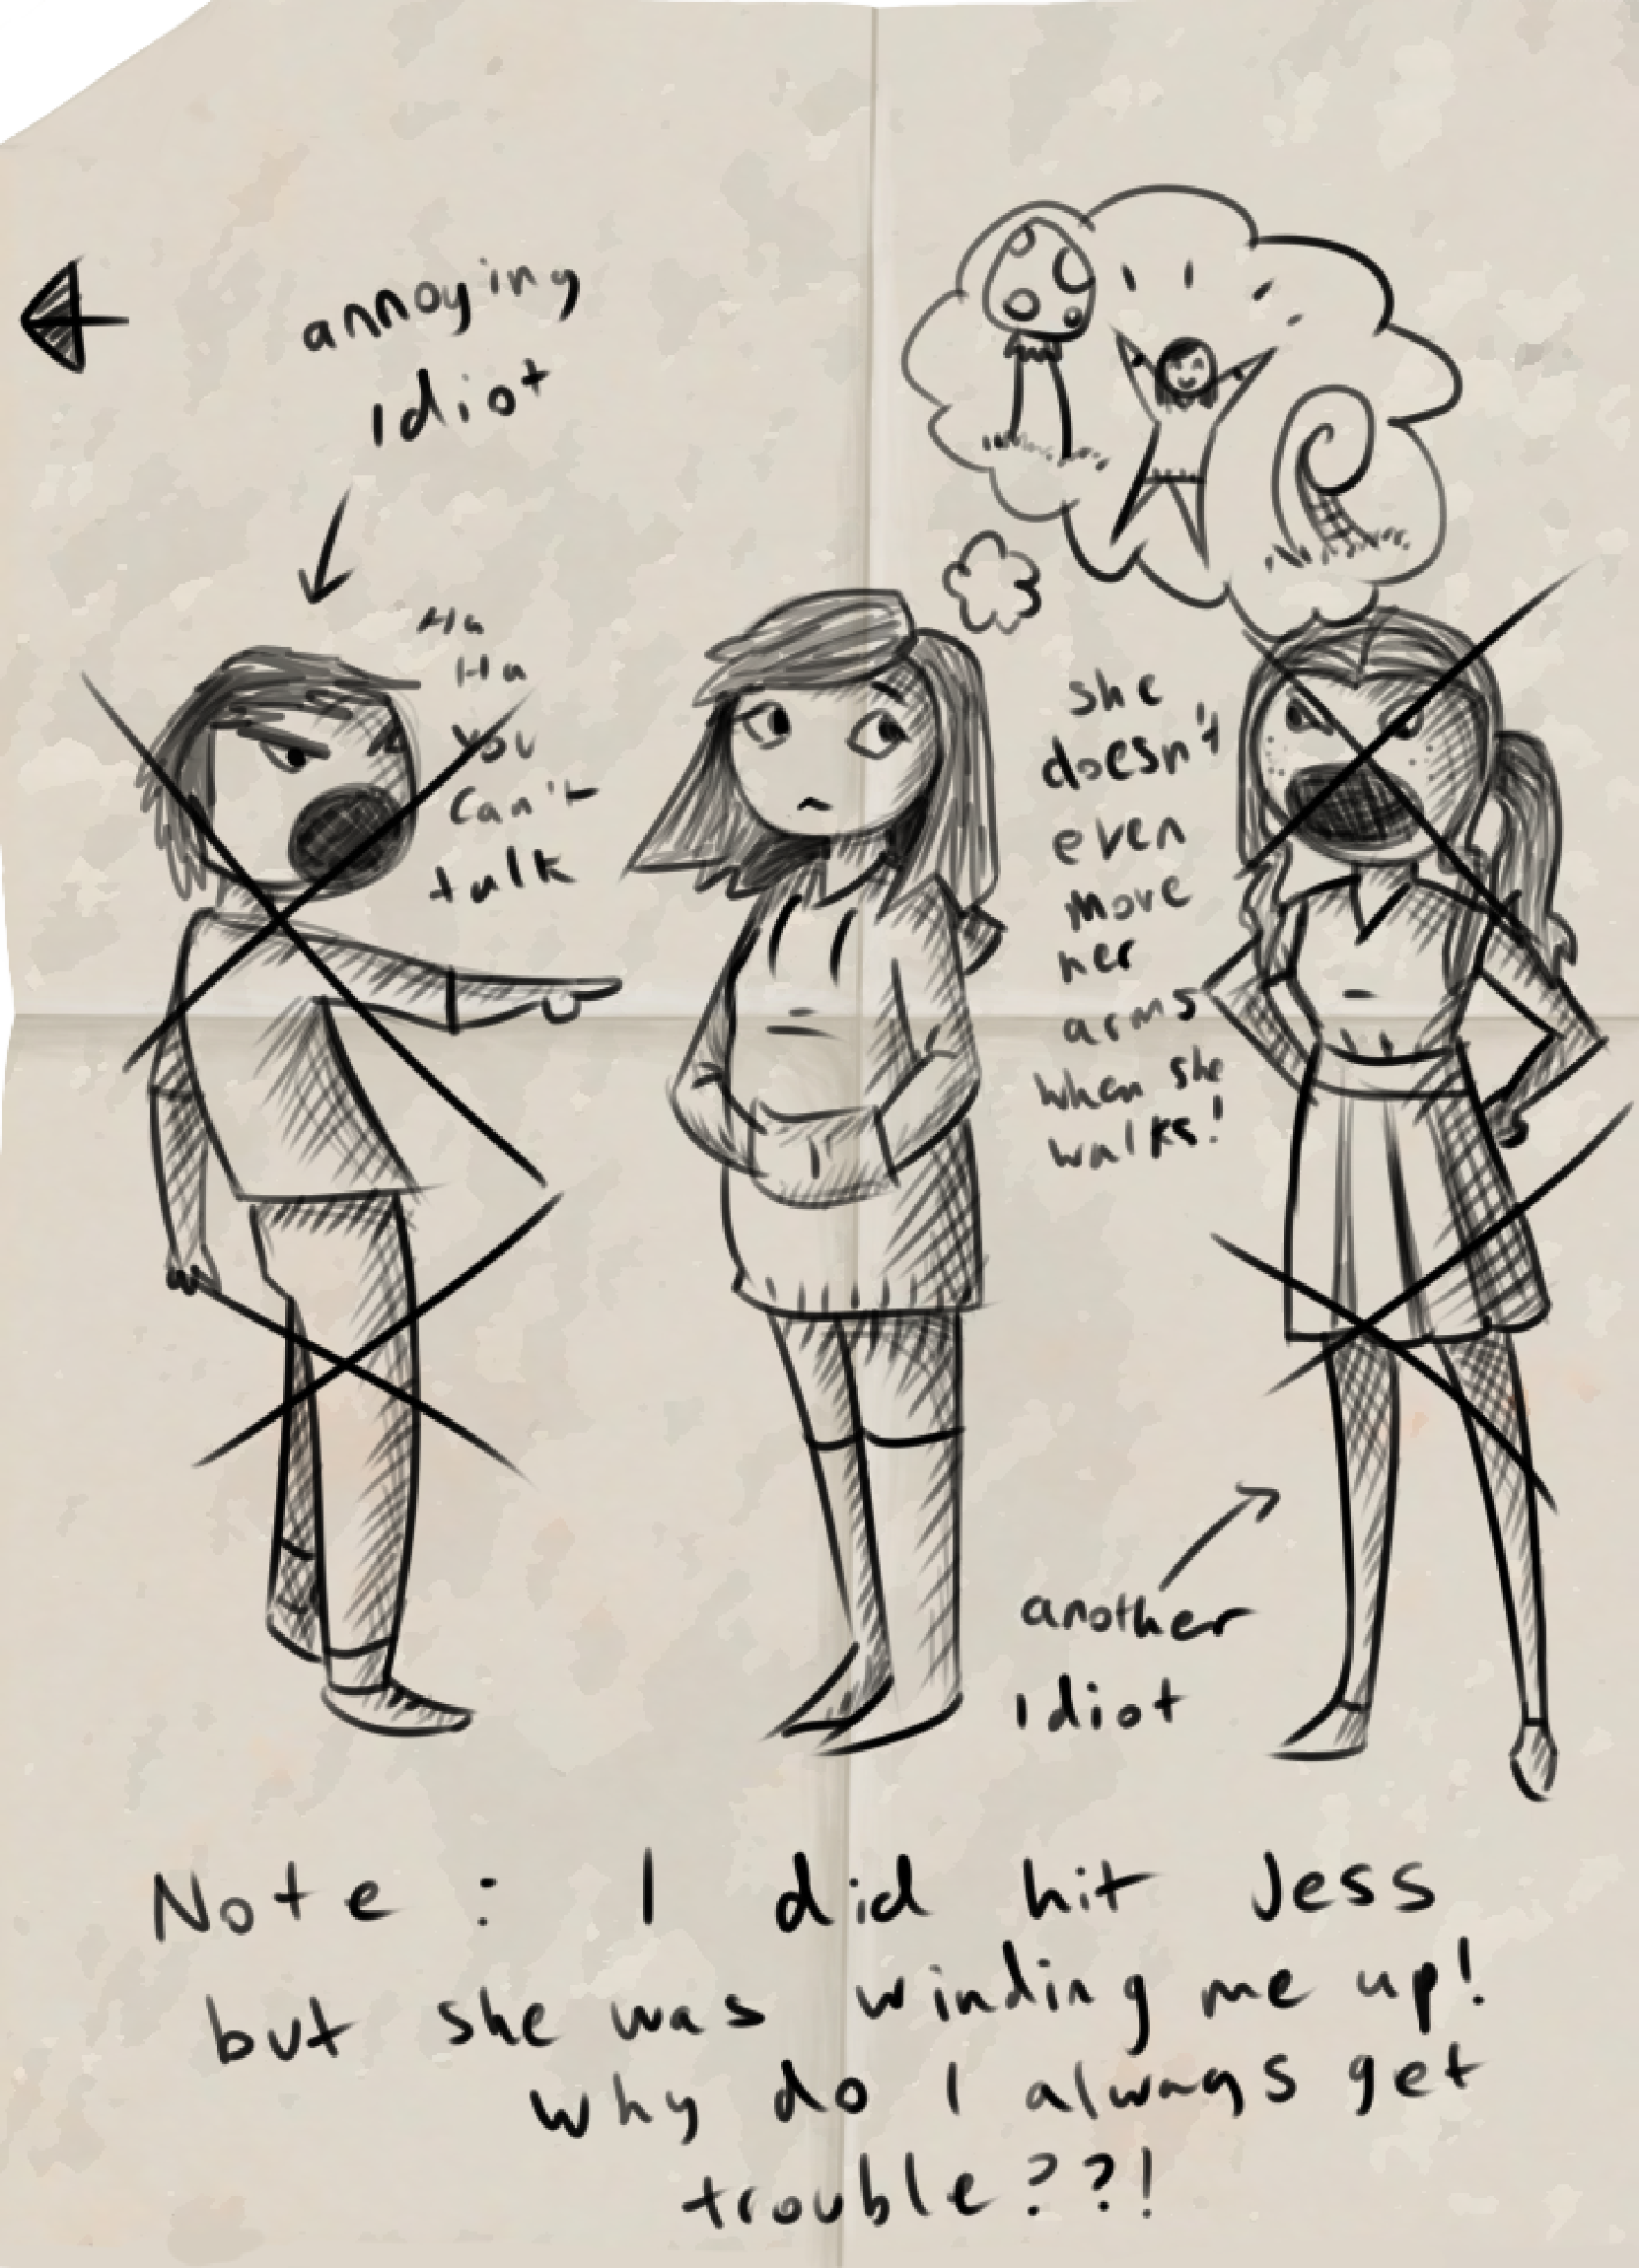 annoying
Idiot
Ha
Ha
You
Can't
talk
she
doesn't
even
move
her
arms
when she
walks!
another
Idiot
Note: I did hit Jess
but she was winding me up!
why do I always get
trouble??!